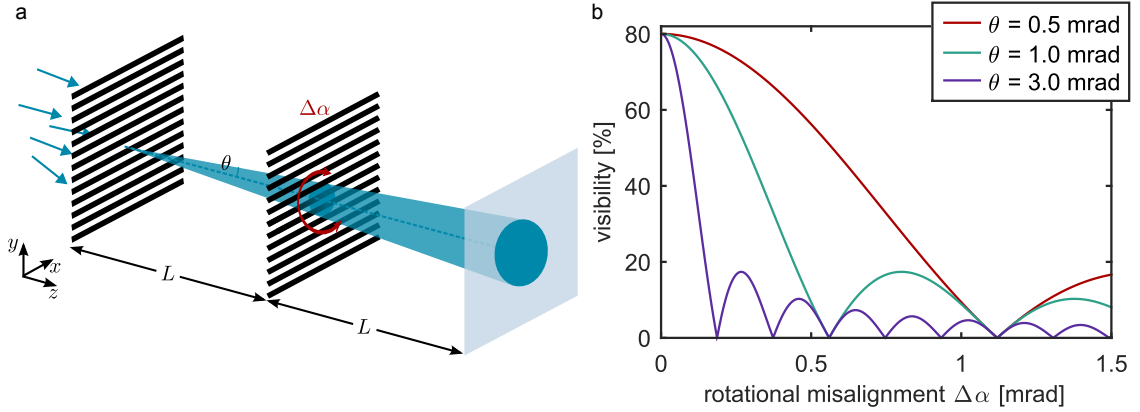 a
Δα
θ
y
x
z
L
L
b
θ = 0.5 mrad
θ = 1.0 mrad
θ = 3.0 mrad
80
60
40
20
0
visibility [%]
0
0.5
1
1.5
rotational misalignment Δα [mrad]